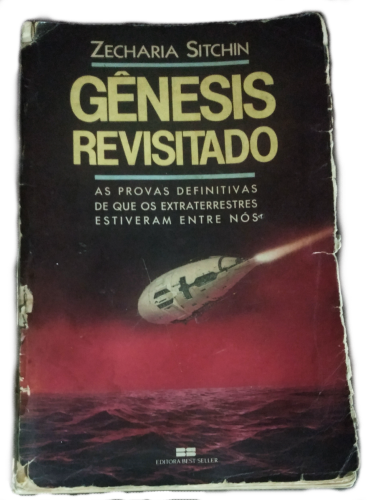 ZECHARIA SITCHIN
GÊNESIS
REVISITADO
AS PROVAS DEFINITIVAS
DE QUE OS EXTRATERRESTRES
ESTIVERAM ENTRE NÓS
EDITORA BEST SELLER